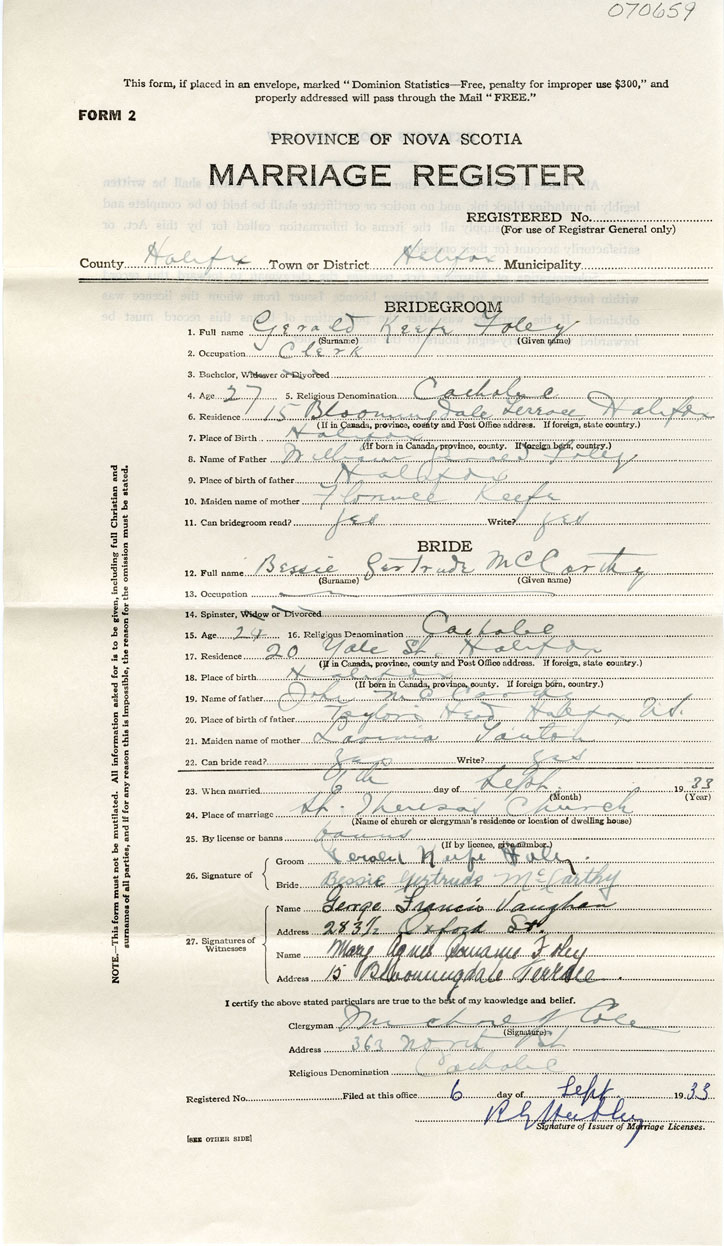 070659
This form, if placed in an envelope, marked "Dominion Statistics—Free, penalty for improper use $300," and
properly addressed will pass through the Mail "FREE."
FORM 2
PROVINCE OF NOVA SCOTIA
MARRIAGE REGISTER
REGISTERED No.
(For use of Registrar General only)
County Halifax Town or District Halifax Municipality
BRIDEGROOM
1. Full name Gerald Keefe Foley
(Surname) (Given name)
2. Occupation Clerk
3. Bachelor, Widower or Divorced
4. Age 27 5. Religious Denomination Catholic
6. Residence 15 Bloomingdale Terrace Halifax
(If in Canada, province, county and Post Office address. If foreign, state country.)
7. Place of Birth Halifax
(If born in Canada, province, county. If foreign born, country.)
8. Name of Father William Foley
9. Place of birth of father Halifax
10. Maiden name of mother Florence Keefe
11. Can bridegroom read? yes Write? yes
BRIDE
12. Full name Bessie Gertrude McCarthy
(Surname) (Given name)
13. Occupation
14. Spinster, Widow or Divorced
15. Age 24 16. Religious Denomination Catholic
17. Residence 20 Yale St. Halifax
(If in Canada, province, county and Post Office address. If foreign, state country.)
18. Place of birth Halifax
(If born in Canada, province, county. If foreign born, country.)
19. Name of father John McCarthy
20. Place of birth of father Taylors Head Halifax N.S.
21. Maiden name of mother
22. Can bride read? yes Write? yes
23. When married day of Sept. 1933
(Month) (Year)
24. Place of marriage St. Theresas Church
(Name of church or clergyman's residence or location of dwelling house)
25. By license or banns banns
(If by licence, give number.)
26. Signature of
Groom Gerald Keefe Foley.
Bride Bessie Gertrude McCarthy
27. Signatures of Witnesses
Name George Francis Vaughan
Address 283½ Oxford St.
Name Mary Agnes Foley
Address 15 Bloomingdale Terrace.
I certify the above stated particulars are true to the best of my knowledge and belief.
Clergyman Cole
(Signature)
Address 363 North St
Religious Denomination Catholic
Registered No. Filed at this office 6 day of Sept 1933
Signature of Issuer of Marriage Licenses.
[SEE OTHER SIDE]
NOTE.—This form must not be mutilated. All information asked for is to be given, including full Christian and
surnames of all parties, and if for any reason this is impossible, the reason for the omission must be stated.